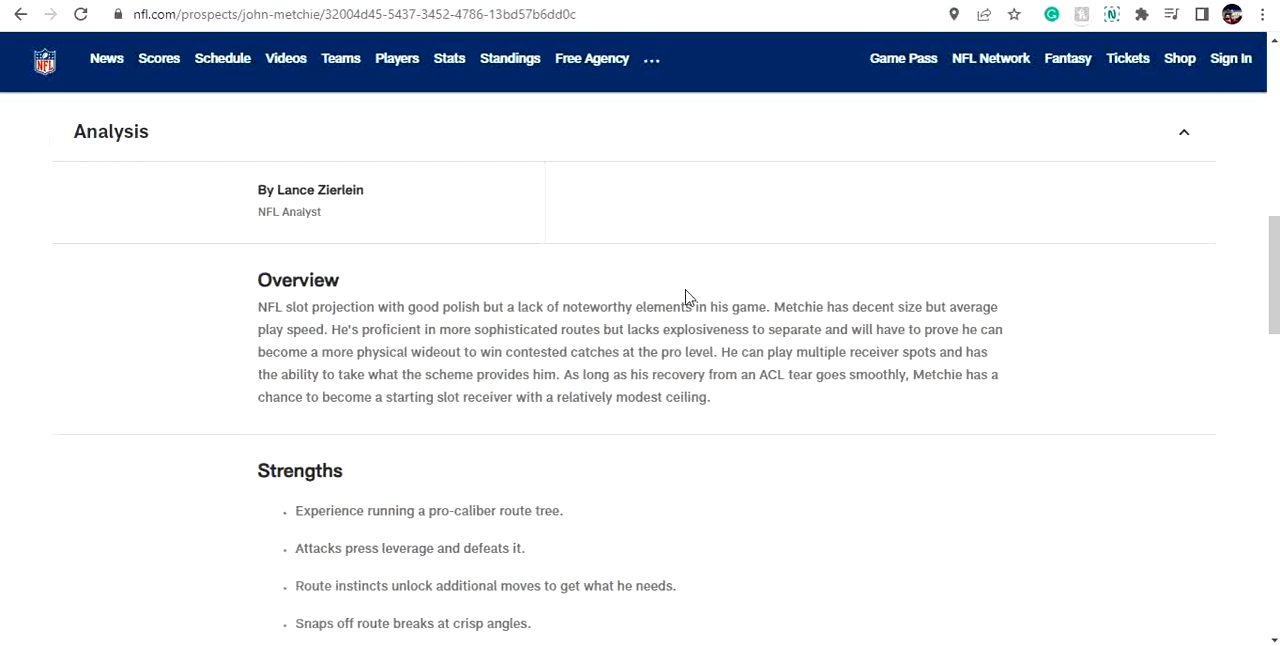 nfl.com/prospects/john-metchie/32004d45-5437-3452-4786-13bd57b6dd0c
NFL News Scores Schedule Videos Teams Players Stats Standings Free Agency ... Game Pass NFL Network Fantasy Tickets Shop Sign In
Analysis
By Lance Zierlein
NFL Analyst
Overview
NFL slot projection with good polish but a lack of noteworthy elements in his game. Metchie has decent size but average
play speed. He's proficient in more sophisticated routes but lacks explosiveness to separate and will have to prove he can
become a more physical wideout to win contested catches at the pro level. He can play multiple receiver spots and has
the ability to take what the scheme provides him. As long as his recovery from an ACL tear goes smoothly, Metchie has a
chance to become a starting slot receiver with a relatively modest ceiling.
Strengths
• Experience running a pro-caliber route tree.
• Attacks press leverage and defeats it.
• Route instincts unlock additional moves to get what he needs.
• Snaps off route breaks at crisp angles.